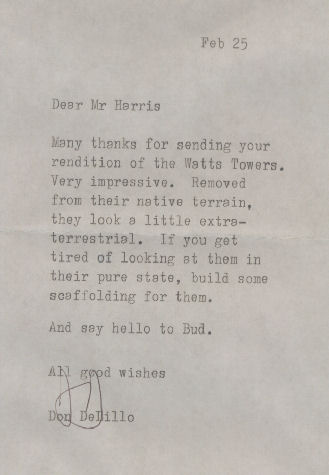 Feb 25
Dear Mr Harris
Many thanks for sending your
rendition of the Watts Towers.
Very impressive.  Removed
from their native terrain,
they look a little extra-
terrestrial.  If you get
tired of looking at them in
their pure state, build some
scaffolding for them.
And say hello to Bud.
All good wishes
Don DeLillo